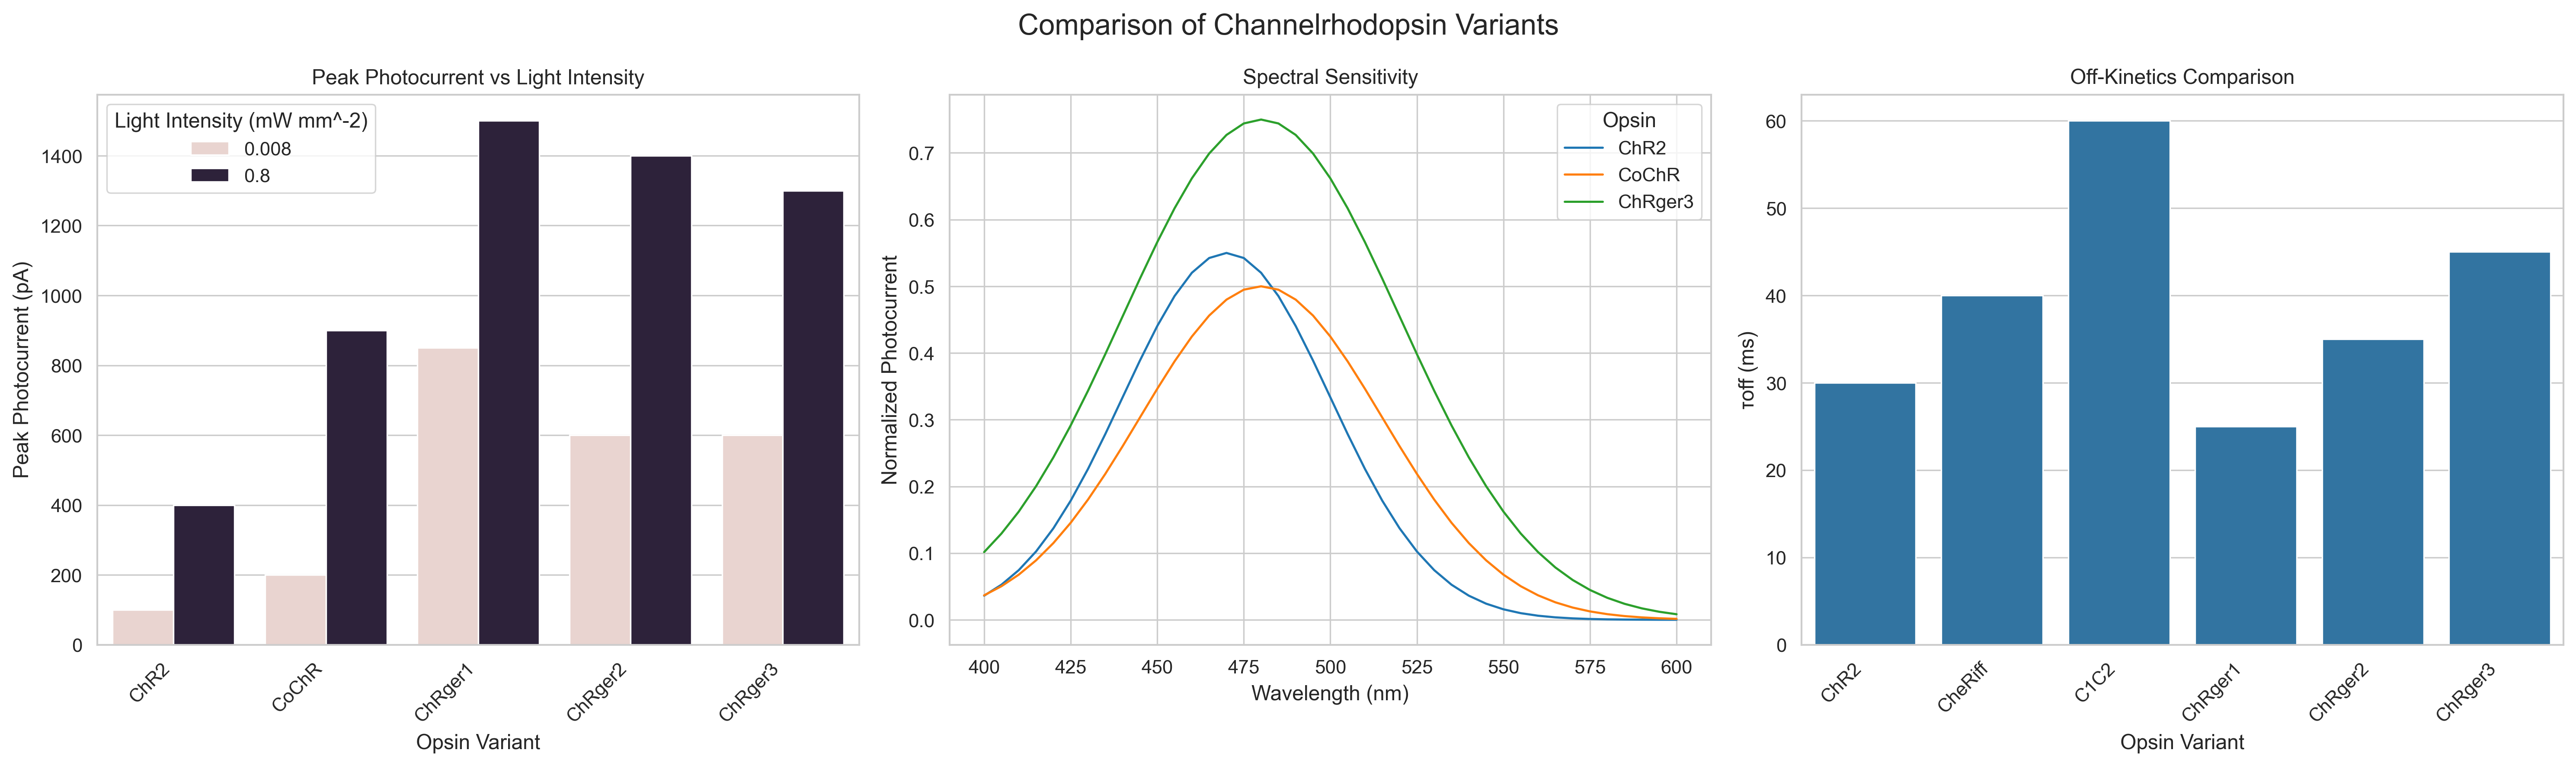 Comparison of Channelrhodopsin Variants
Peak Photocurrent vs Light Intensity
Light Intensity (mW mm^-2)
0.008
0.8
Peak Photocurrent (pA)
1400
1200
1000
800
600
400
200
0
ChR2
CoChR
ChRger1
ChRger2
ChRger3
Opsin Variant
Spectral Sensitivity
Opsin
ChR2
CoChR
ChRger3
Normalized Photocurrent
0.7
0.6
0.5
0.4
0.3
0.2
0.1
0.0
400
425
450
475
500
525
550
575
600
Wavelength (nm)
Off-Kinetics Comparison
τoff (ms)
60
50
40
30
20
10
0
ChR2
CheRiff
C1C2
ChRger1
ChRger2
ChRger3
Opsin Variant